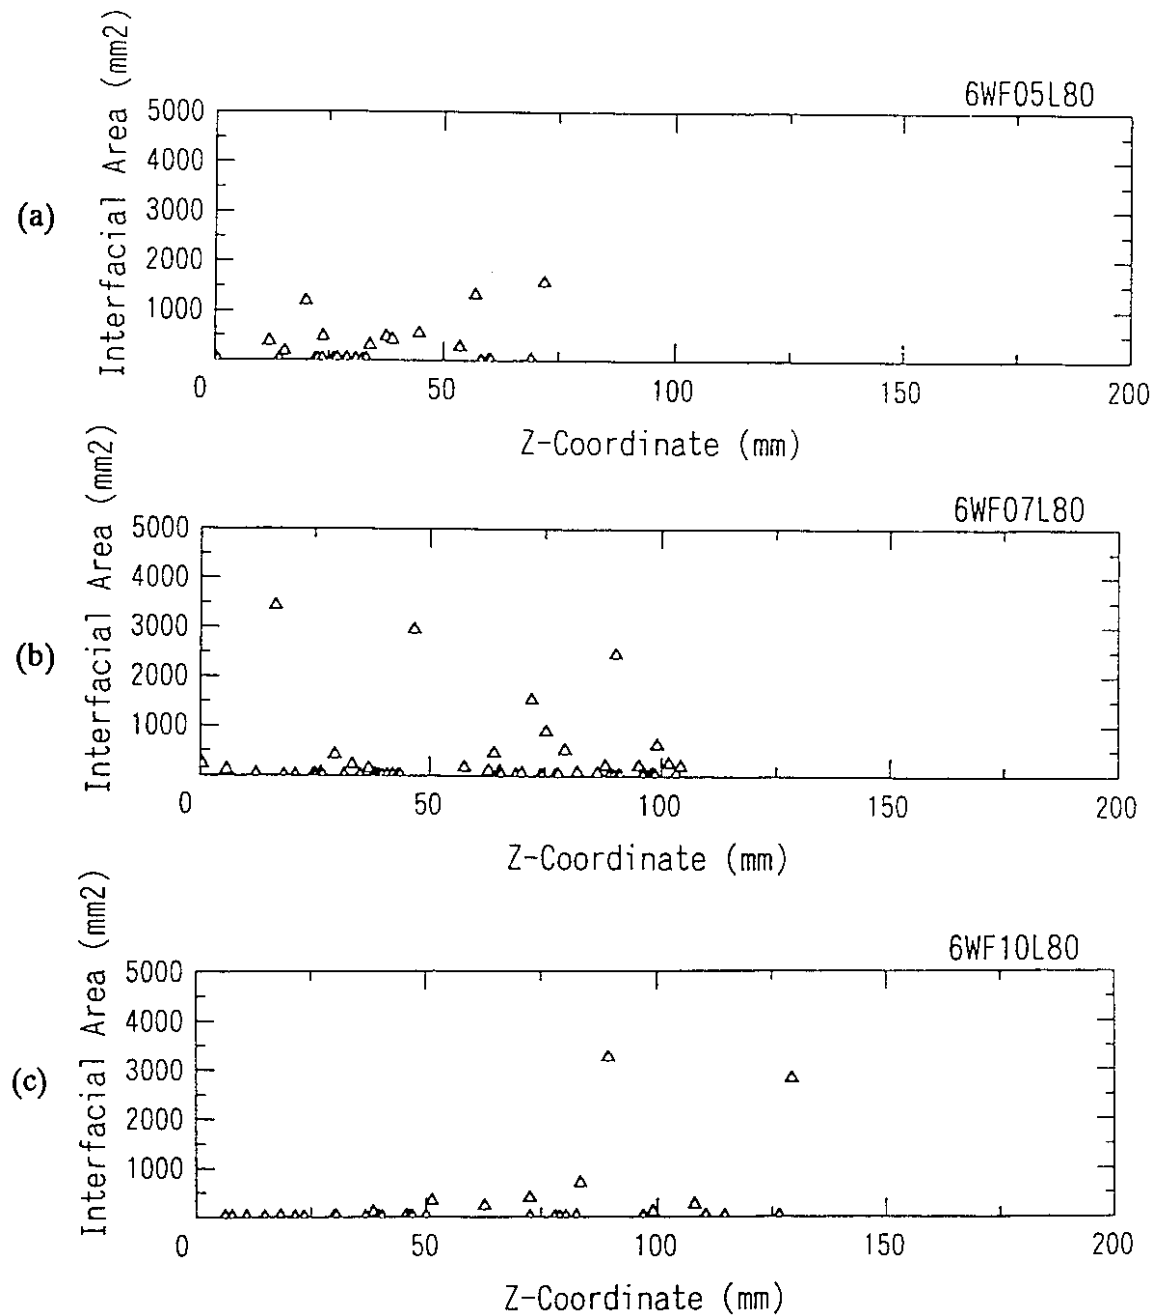 6WF05L80
Interfacial Area (mm2)
5000
4000
3000
2000
1000
(a)
0 50 100 150 200
Z-Coordinate (mm)
6WF07L80
Interfacial Area (mm2)
5000
4000
3000
2000
1000
(b)
0 50 100 150 200
Z-Coordinate (mm)
6WF10L80
Interfacial Area (mm2)
5000
4000
3000
2000
1000
(c)
0 50 100 150 200
Z-Coordinate (mm)